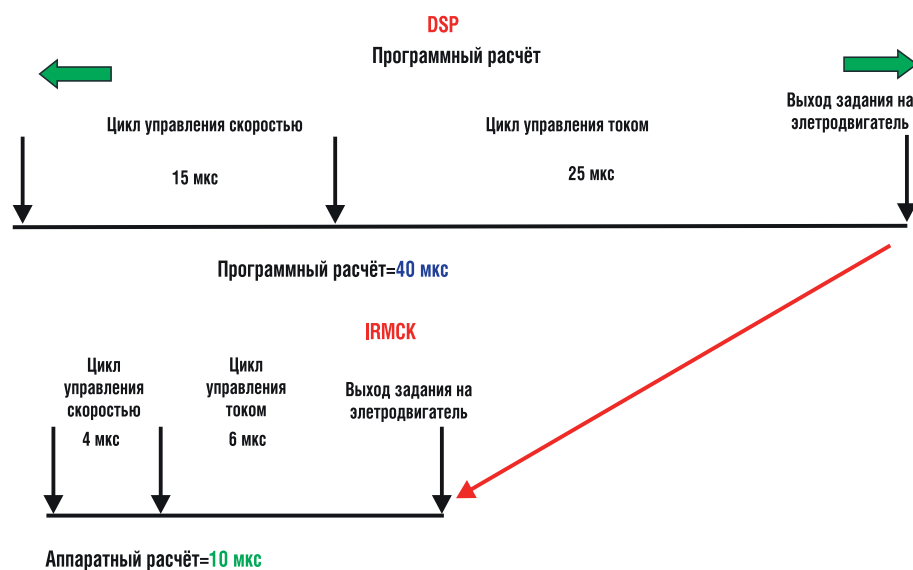 DSP
Программный расчёт
Выход задания на
элетродвигатель
Цикл управления скоростью
Цикл управления током
15 мкс
25 мкс
Программный расчёт=40 мкс
IRMCK
Цикл
управления
скоростью
4 мкс
Цикл
управления
током
6 мкс
Выход задания на
элетродвигатель
Аппаратный расчёт=10 мкс